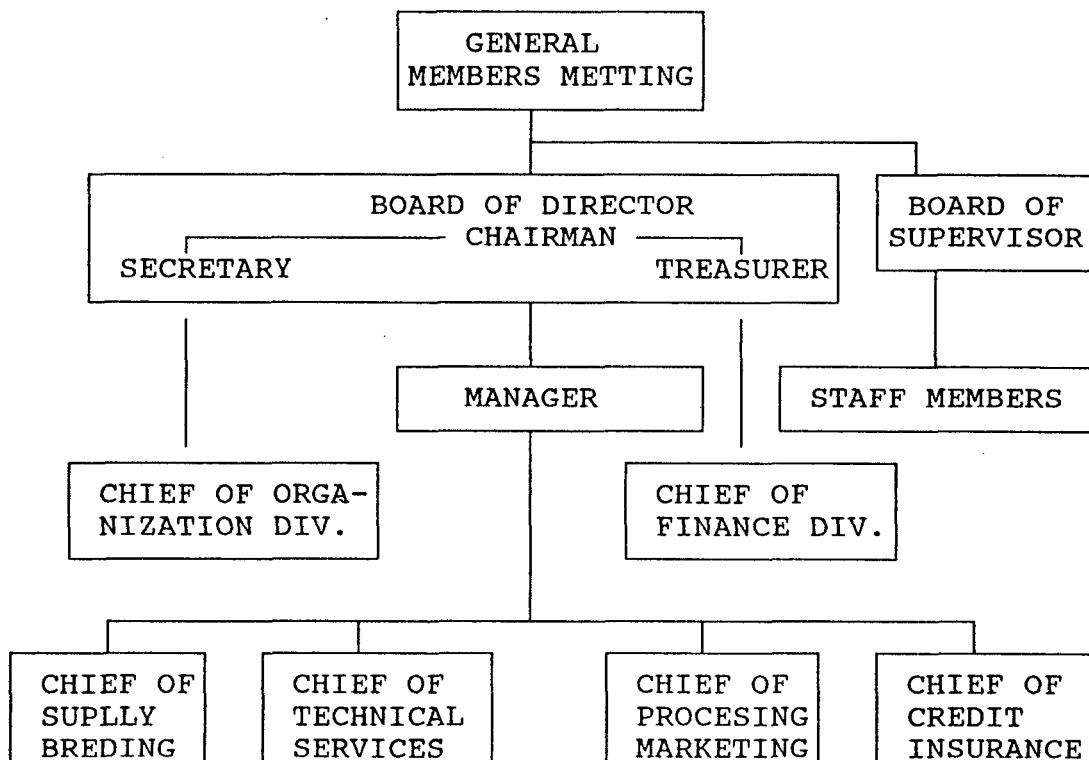 GENERAL
MEMBERS METTING
BOARD OF DIRECTOR
CHAIRMAN
SECRETARY
TREASURER
BOARD OF
SUPERVISOR
MANAGER
STAFF MEMBERS
CHIEF OF ORGA-
NIZATION DIV.
CHIEF OF
FINANCE DIV.
CHIEF OF
SUPLLY
BREDING
CHIEF OF
TECHNICAL
SERVICES
CHIEF OF
PROCESING
MARKETING
CHIEF OF
CREDIT
INSURANCE